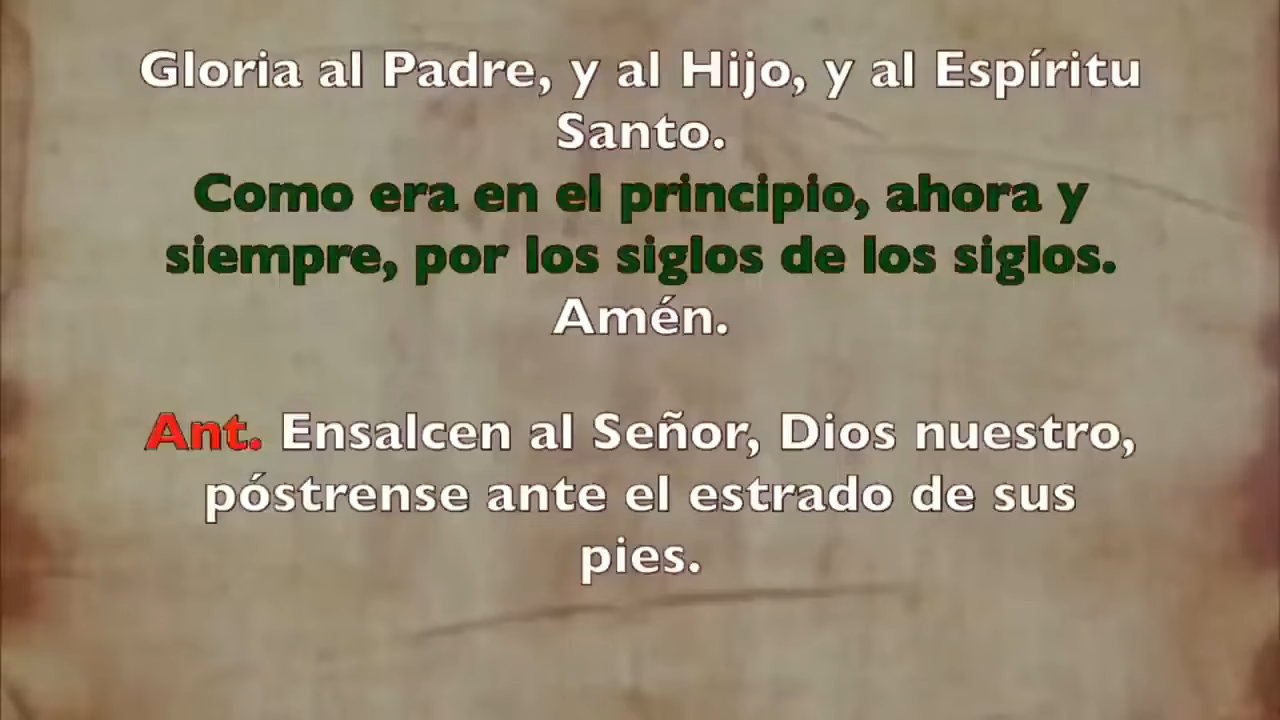 Gloria al Padre, y al Hijo, y al Espíritu
Santo.
Como era en el principio, ahora y
siempre, por los siglos de los siglos.
Amén.
Ant. Ensalcen al Señor, Dios nuestro,
póstrense ante el estrado de sus
pies.